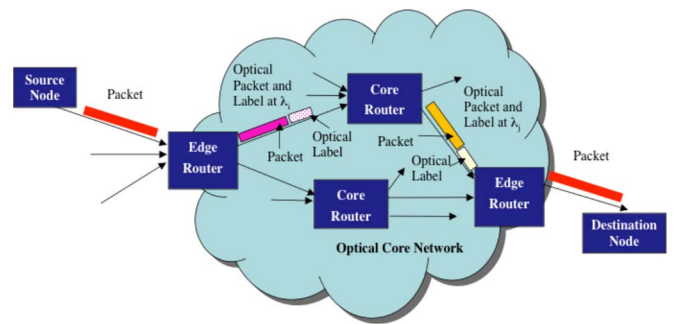 Source
Node
Packet
Edge
Router
Optical
Packet and
Label at λi
Packet
Optical
Label
Core
Router
Optical
Packet and
Label at λj
Packet
Optical
Label
Core
Router
Edge
Router
Optical Core Network
Packet
Destination
Node